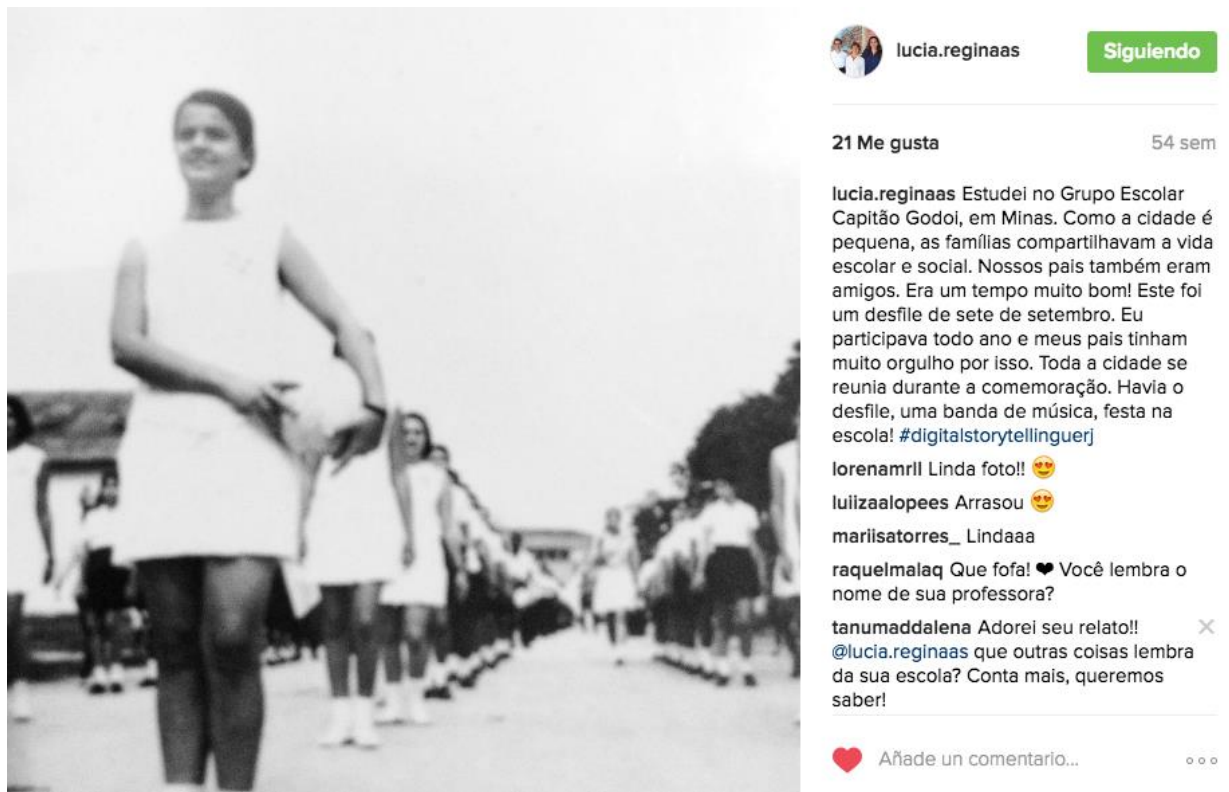 lucia.reginaas
Siguiendo
21 Me gusta
54 sem
lucia.reginaas Estudei no Grupo Escolar
Capitão Godoi, em Minas. Como a cidade é
pequena, as famílias compartilhavam a vida
escolar e social. Nossos pais também eram
amigos. Era um tempo muito bom! Este foi
um desfile de sete de setembro. Eu
participava todo ano e meus pais tinham
muito orgulho por isso. Toda a cidade se
reunia durante a comemoração. Havia o
desfile, uma banda de música, festa na
escola! #digitalstorytellinguerj
lorenamrll Linda foto!! 😍
luiizaalopees Arrasou 😍
mariisatorres_ Lindaaa
raquelmalaq Que fofa! ❤ Você lembra o
nome de sua professora?
tanumaddalena Adorei seu relato!!
@lucia.reginaas que outras coisas lembra
da sua escola? Conta mais, queremos
saber!
Añade un comentario...